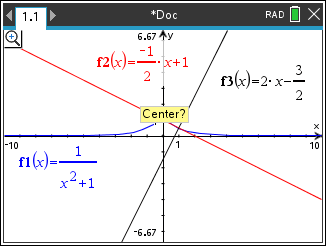 1.1 *Doc RAD
6.67 y
f2(x)=-1/2·x+1
f3(x)=2·x-3/2
Center?
x
-10 1 10
f1(x)=1/x²+1
-6.67